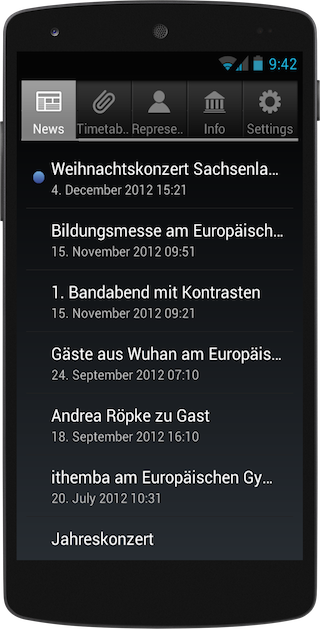 9:42
News Timetab.. Represe.. Info Settings
Weihnachtskonzert Sachsenla...
4. December 2012 15:21
Bildungsmesse am Europäisch...
15. November 2012 09:51
1. Bandabend mit Kontrasten
15. November 2012 09:21
Gäste aus Wuhan am Europäis...
24. September 2012 07:10
Andrea Röpke zu Gast
18. September 2012 16:10
ithemba am Europäischen Gy...
20. July 2012 10:31
Jahreskonzert